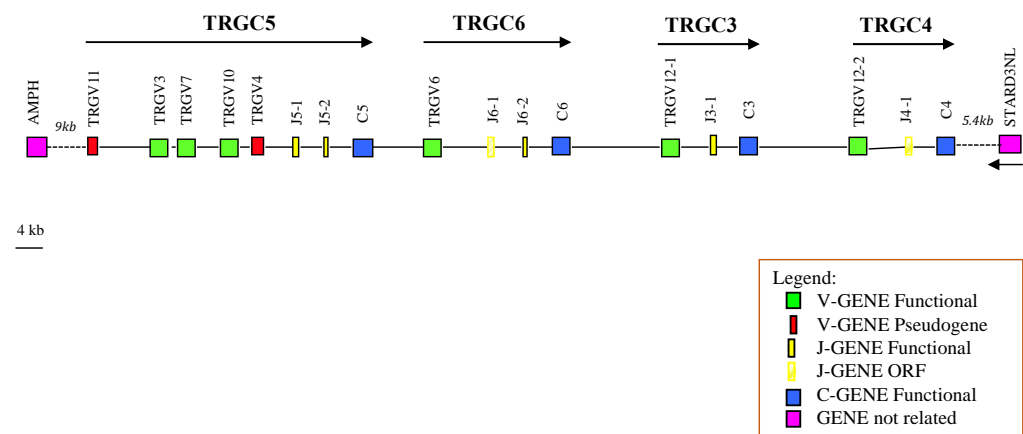 TRGC5 TRGC6 TRGC3 TRGC4
AMPH 9kb TRGV11 TRGV3 TRGV7 TRGV10 TRGV4 J5-1 J5-2 C5 TRGV6 J6-1 J6-2 C6 TRGV12-1 J3-1 C3 TRGV12-2 J4-1 C4 5.4kb STARD3NL
4 kb
Legend:
V-GENE Functional
V-GENE Pseudogene
J-GENE Functional
J-GENE ORF
C-GENE Functional
GENE not related